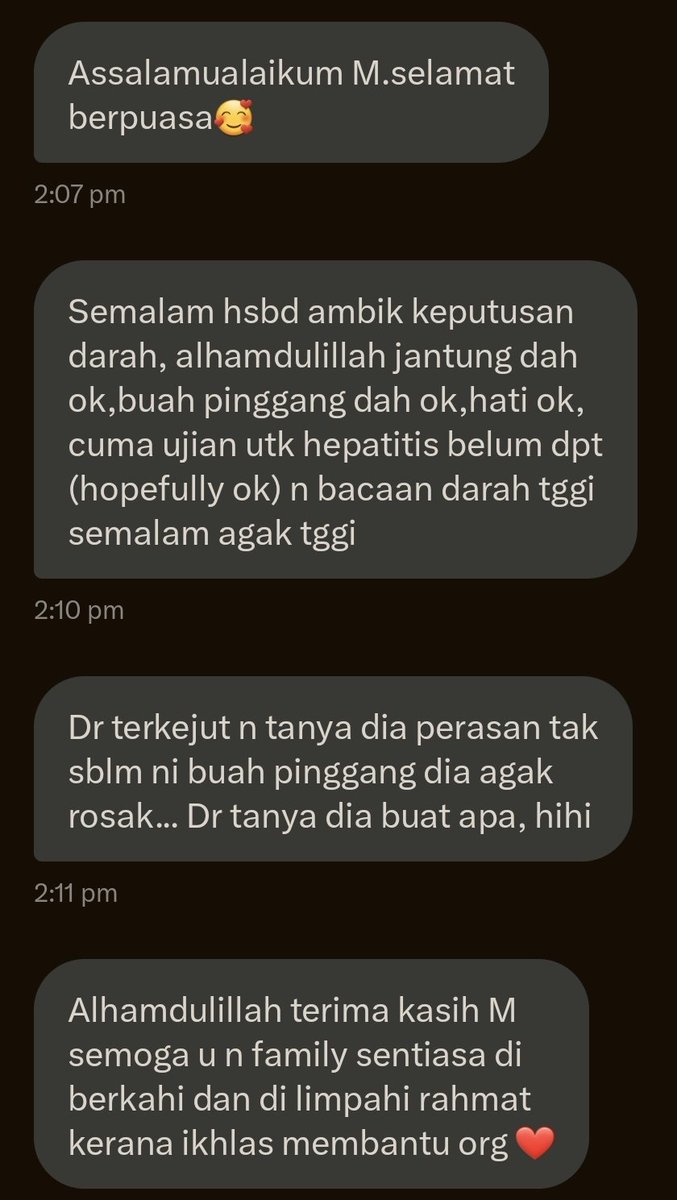 Assalamualaikum M.selamat
berpuasa🥰
2:07 pm
Semalam hsbd ambik keputusan
darah, alhamdulillah jantung dah
ok,buah pinggang dah ok,hati ok,
cuma ujian utk hepatitis belum dpt
(hopefully ok) n bacaan darah tggi
semalam agak tggi
2:10 pm
Dr terkejut n tanya dia perasan tak
sblm ni buah pinggang dia agak
rosak... Dr tanya dia buat apa, hihi
2:11 pm
Alhamdulillah terima kasih M
semoga u n family sentiasa di
berkahi dan di limpahi rahmat
kerana ikhlas membantu org ❤️